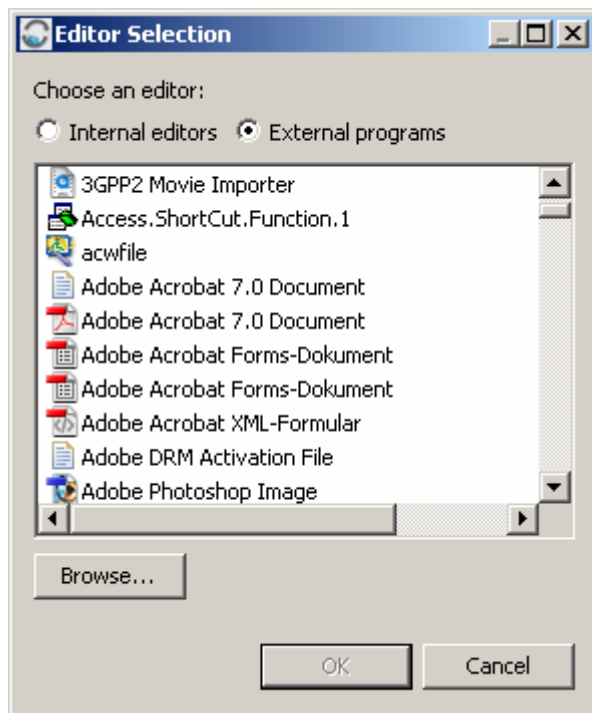 Editor Selection
Choose an editor:
Internal editors External programs
3GPP2 Movie Importer
Access.ShortCut.Function.1
acwfile
Adobe Acrobat 7.0 Document
Adobe Acrobat 7.0 Document
Adobe Acrobat Forms-Dokument
Adobe Acrobat Forms-Dokument
Adobe Acrobat XML-Formular
Adobe DRM Activation File
Adobe Photoshop Image
Browse...
OK Cancel